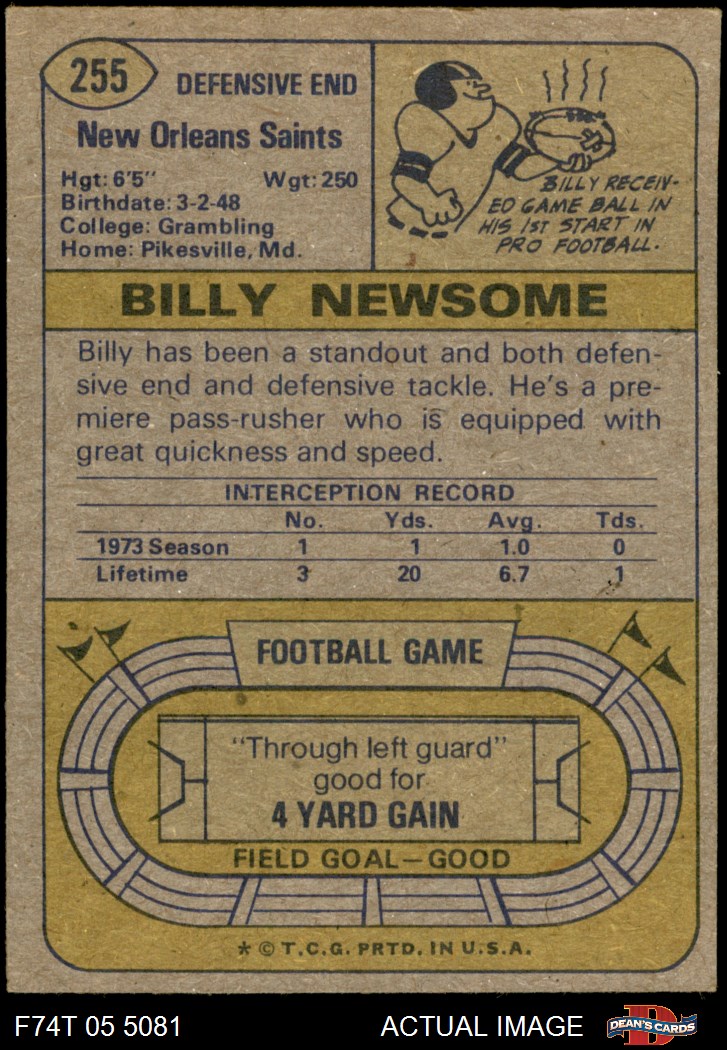 255
DEFENSIVE END
New Orleans Saints
Hgt: 6'5" Wgt: 250
Birthdate: 3-2-48
College: Grambling
Home: Pikesville, Md.
BILLY RECEIV-
ED GAME BALL IN
HIS 1ST START IN
PRO FOOTBALL.
BILLY NEWSOME
Billy has been a standout and both defen-
sive end and defensive tackle. He's a pre-
miere pass-rusher who is equipped with
great quickness and speed.
INTERCEPTION RECORD
No. Yds. Avg. Tds.
1973 Season 1 1 1.0 0
Lifetime 3 20 6.7 1
FOOTBALL GAME
"Through left guard"
good for
4 YARD GAIN
FIELD GOAL—GOOD
* © T.C.G. PRTD. IN U.S.A.
F74T 05 5081 ACTUAL IMAGE
D
DEAN'S CARDS